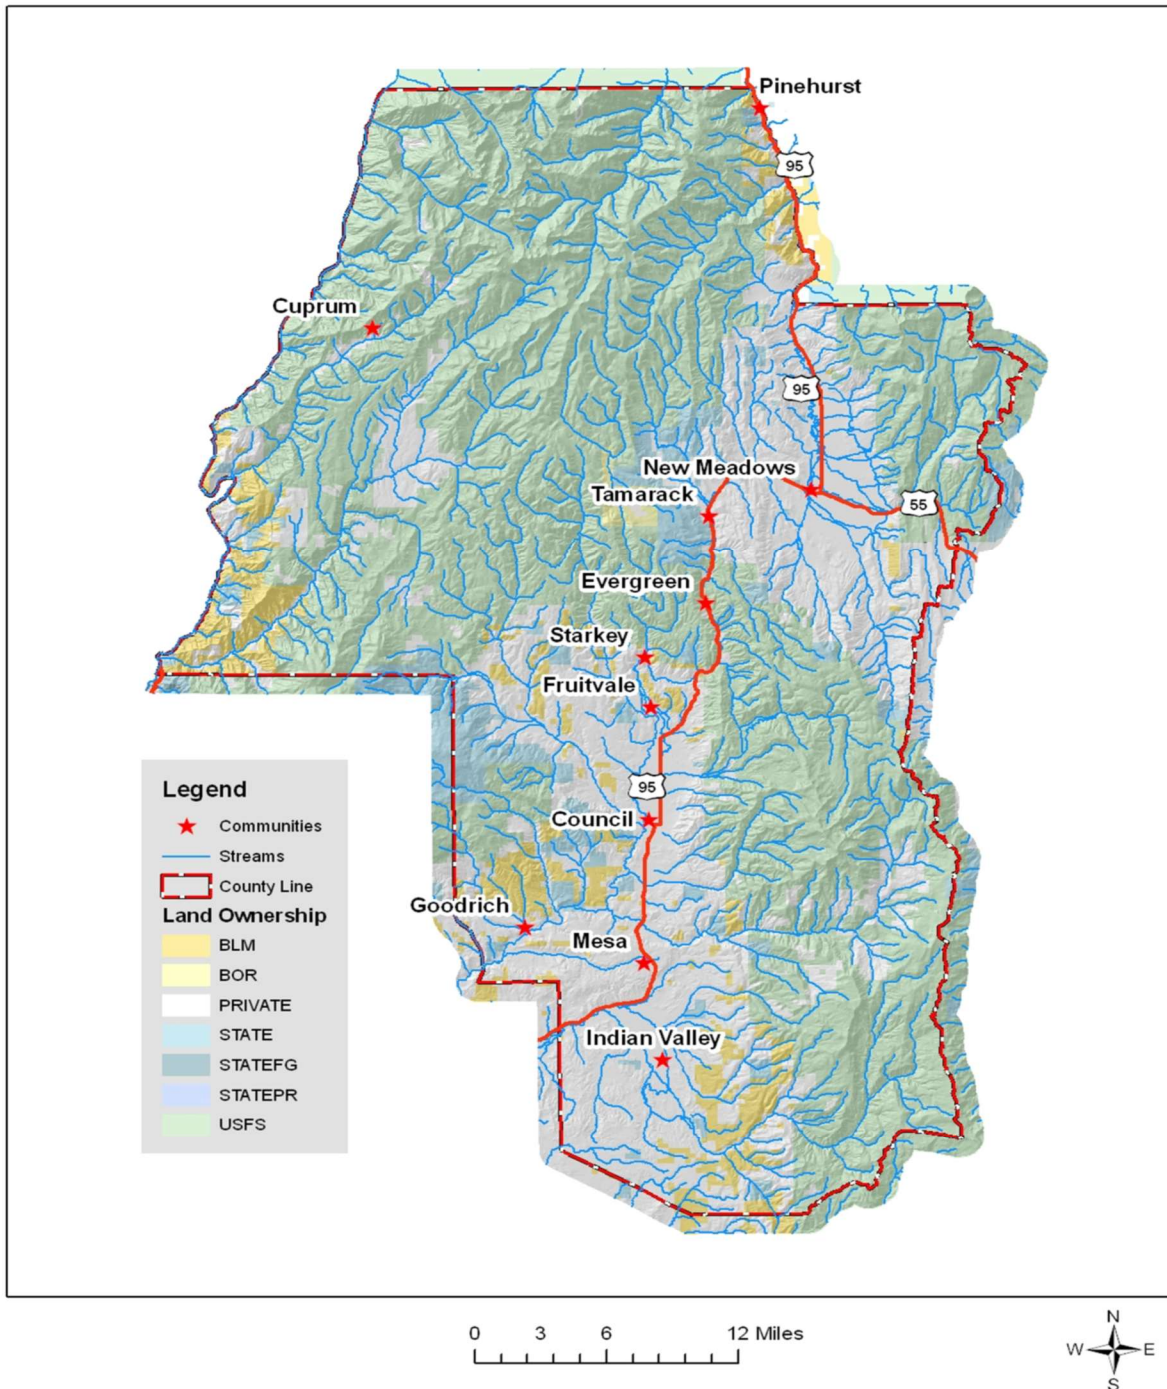 Pinehurst
95
Cuprum
95
New Meadows
Tamarack
55
Evergreen
Starkey
Fruitvale
95
Council
Goodrich
Mesa
Indian Valley
Legend
Communities
Streams
County Line
Land Ownership
BLM
BOR
PRIVATE
STATE
STATEFG
STATEPR
USFS
0 3 6 12 Miles
N
W E
S